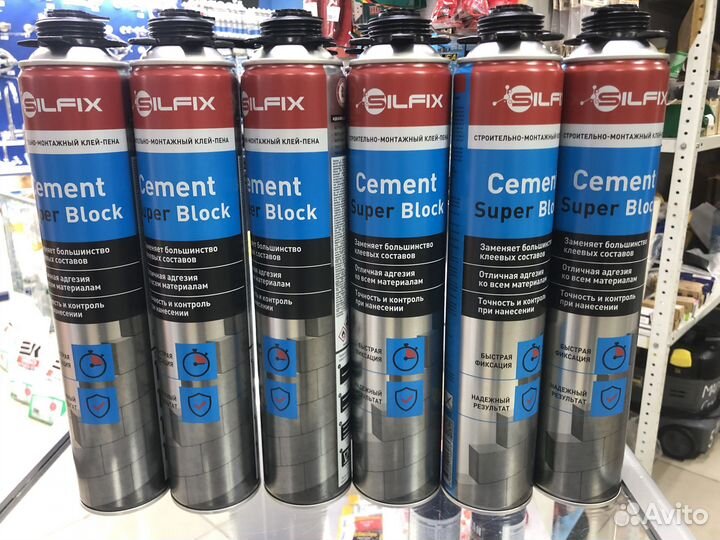 SILFIX
СТРОИТЕЛЬНО-МОНТАЖНЫЙ КЛЕЙ-ПЕНА
Cement
Super Block
Заменяет большинство
клеевых составов
Отличная адгезия
ко всем материалам
Точность и контроль
при нанесении
БЫСТРАЯ
ФИКСАЦИЯ
НАДЕЖНЫЙ
РЕЗУЛЬТАТ
Avito